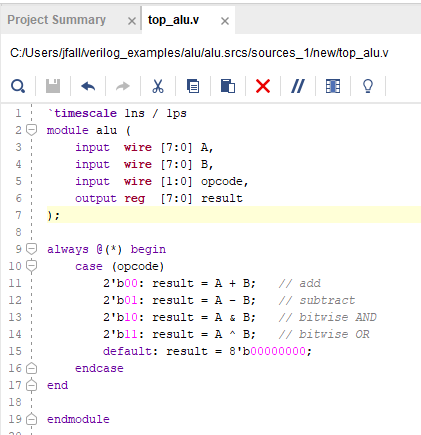 Project Summary × top_alu.v ×
C:/Users/jfall/verilog_examples/alu/alu.srcs/sources_1/new/top_alu.v
1 `timescale 1ns / 1ps
2 module alu (
3     input  wire [7:0] A,
4     input  wire [7:0] B,
5     input  wire [1:0] opcode,
6     output reg  [7:0] result
7 );
8
9 always @(*) begin
10     case (opcode)
11         2'b00: result = A + B;   // add
12         2'b01: result = A - B;   // subtract
13         2'b10: result = A & B;   // bitwise AND
14         2'b11: result = A ^ B;   // bitwise OR
15         default: result = 8'b00000000;
16     endcase
17 end
18
19 endmodule
20